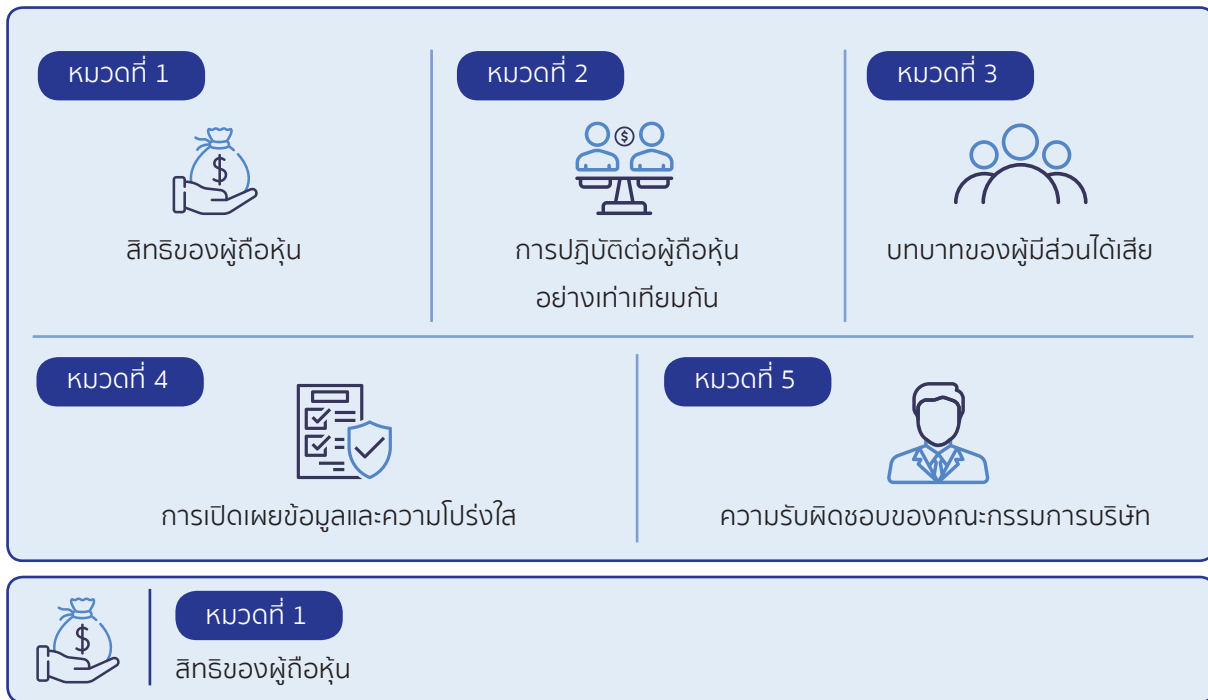 หมวดที่ 1
สิทธิของผู้ถือหุ้น
หมวดที่ 2
การปฏิบัติต่อผู้ถือหุ้น
อย่างเท่าเทียมกัน
หมวดที่ 3
บทบาทของผู้มีส่วนได้เสีย
หมวดที่ 4
การเปิดเผยข้อมูลและความโปร่งใส
หมวดที่ 5
ความรับผิดชอบของคณะกรรมการบริษัท
หมวดที่ 1
สิทธิของผู้ถือหุ้น